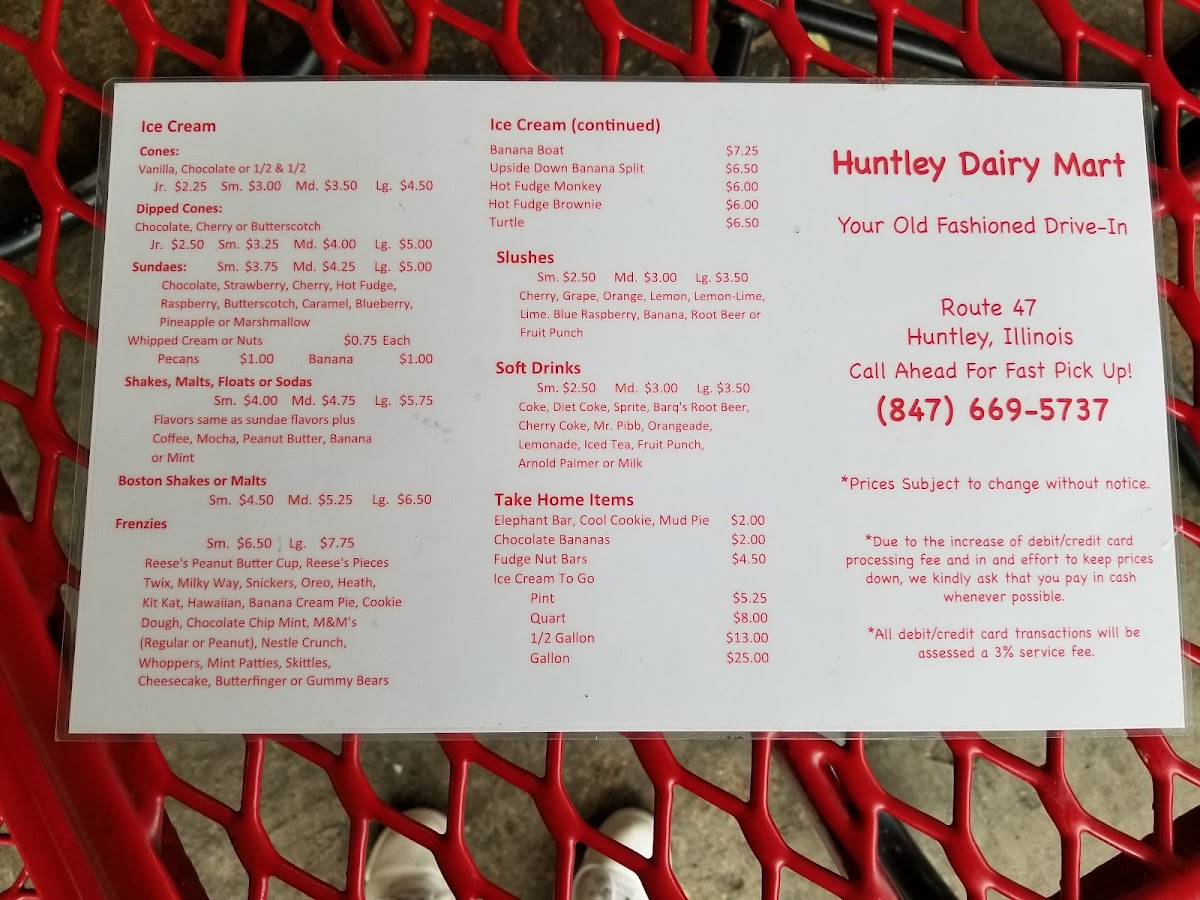 Ice Cream
Cones:
Vanilla, Chocolate or 1/2 & 1/2
Jr. $2.25 Sm. $3.00 Md. $3.50 Lg. $4.50
Dipped Cones:
Chocolate, Cherry or Butterscotch
Jr. $2.50 Sm. $3.25 Md. $4.00 Lg. $5.00
Sundaes: Sm. $3.75 Md. $4.25 Lg. $5.00
Chocolate, Strawberry, Cherry, Hot Fudge,
Raspberry, Butterscotch, Caramel, Blueberry,
Pineapple or Marshmallow
Whipped Cream or Nuts $0.75 Each
Pecans $1.00 Banana $1.00
Shakes, Malts, Floats or Sodas
Sm. $4.00 Md. $4.75 Lg. $5.75
Flavors same as sundae flavors plus
Coffee, Mocha, Peanut Butter, Banana
or Mint
Boston Shakes or Malts
Sm. $4.50 Md. $5.25 Lg. $6.50
Frenzies
Sm. $6.50 Lg. $7.75
Reese's Peanut Butter Cup, Reese's Pieces
Twix, Milky Way, Snickers, Oreo, Heath,
Kit Kat, Hawaiian, Banana Cream Pie, Cookie
Dough, Chocolate Chip Mint, M&M's
(Regular or Peanut), Nestle Crunch,
Whoppers, Mint Patties, Skittles,
Cheesecake, Butterfinger or Gummy Bears
Ice Cream (continued)
Banana Boat $7.25
Upside Down Banana Split $6.50
Hot Fudge Monkey $6.00
Hot Fudge Brownie $6.00
Turtle $6.50
Slushes
Sm. $2.50 Md. $3.00 Lg. $3.50
Cherry, Grape, Orange, Lemon, Lemon-Lime,
Lime. Blue Raspberry, Banana, Root Beer or
Fruit Punch
Soft Drinks
Sm. $2.50 Md. $3.00 Lg. $3.50
Coke, Diet Coke, Sprite, Barq's Root Beer,
Cherry Coke, Mr. Pibb, Orangeade,
Lemonade, Iced Tea, Fruit Punch,
Arnold Palmer or Milk
Take Home Items
Elephant Bar, Cool Cookie, Mud Pie $2.00
Chocolate Bananas $2.00
Fudge Nut Bars $4.50
Ice Cream To Go
Pint $5.25
Quart $8.00
1/2 Gallon $13.00
Gallon $25.00
Huntley Dairy Mart
Your Old Fashioned Drive-In
Route 47
Huntley, Illinois
Call Ahead For Fast Pick Up!
(847) 669-5737
*Prices Subject to change without notice.
*Due to the increase of debit/credit card
processing fee and in and effort to keep prices
down, we kindly ask that you pay in cash
whenever possible.
*All debit/credit card transactions will be
assessed a 3% service fee.